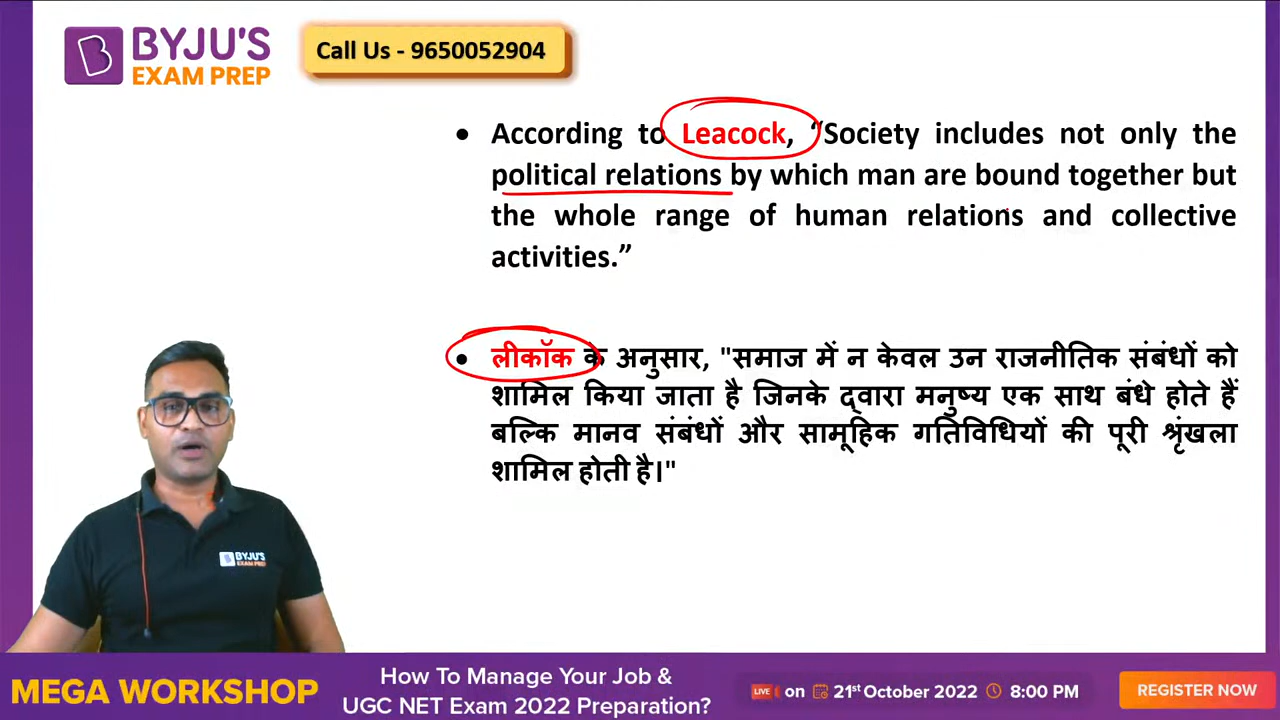 BYJU'S
EXAM PREP
Call Us - 9650052904
• According to Leacock, “Society includes not only the
political relations by which man are bound together but
the whole range of human relations and collective
activities.”
• लीकॉक के अनुसार, "समाज में न केवल उन राजनीतिक संबंधों को
शामिल किया जाता है जिनके द्वारा मनुष्य एक साथ बंधे होते हैं
बल्कि मानव संबंधों और सामूहिक गतिविधियों की पूरी श्रृंखला
शामिल होती है।"
BYJU'S
EXAM PREP
MEGA WORKSHOP
How To Manage Your Job &
UGC NET Exam 2022 Preparation?
LIVE on 21st October 2022 8:00 PM
REGISTER NOW